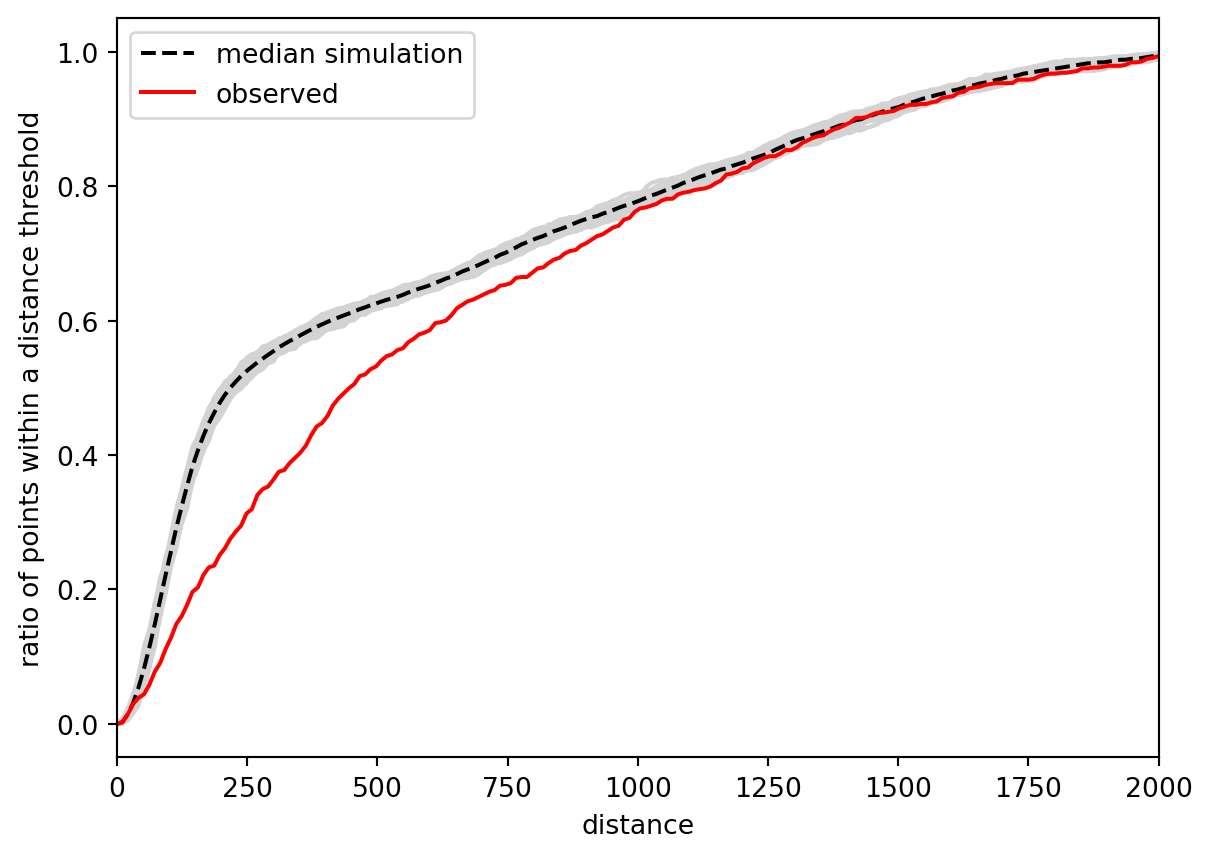 median simulation
observed
ratio of points within a distance threshold
1.0
0.8
0.6
0.4
0.2
0.0
0 250 500 750 1000 1250 1500 1750 2000
distance